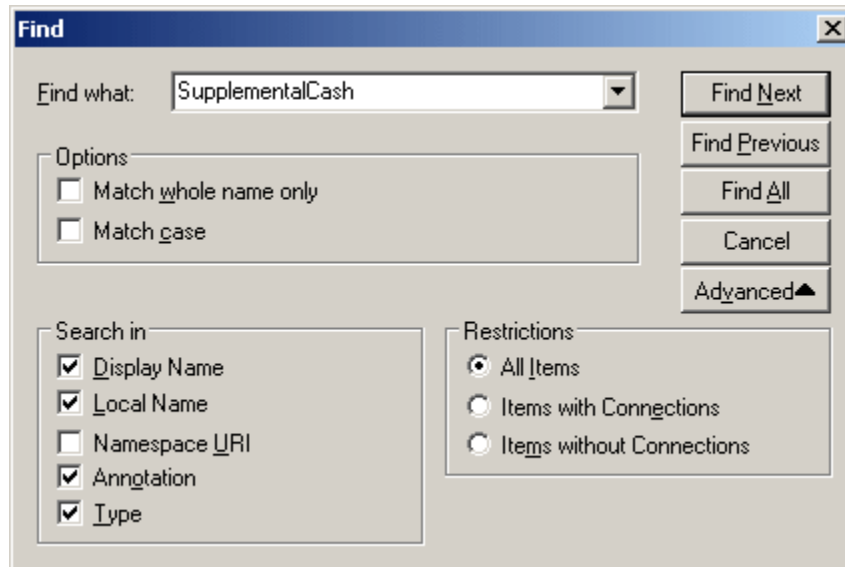 Find
Find what: SupplementalCash
Find Next
Find Previous
Find All
Cancel
Advanced
Options
Match whole name only
Match case
Search in
Display Name
Local Name
Namespace URI
Annotation
Type
Restrictions
All Items
Items with Connections
Items without Connections